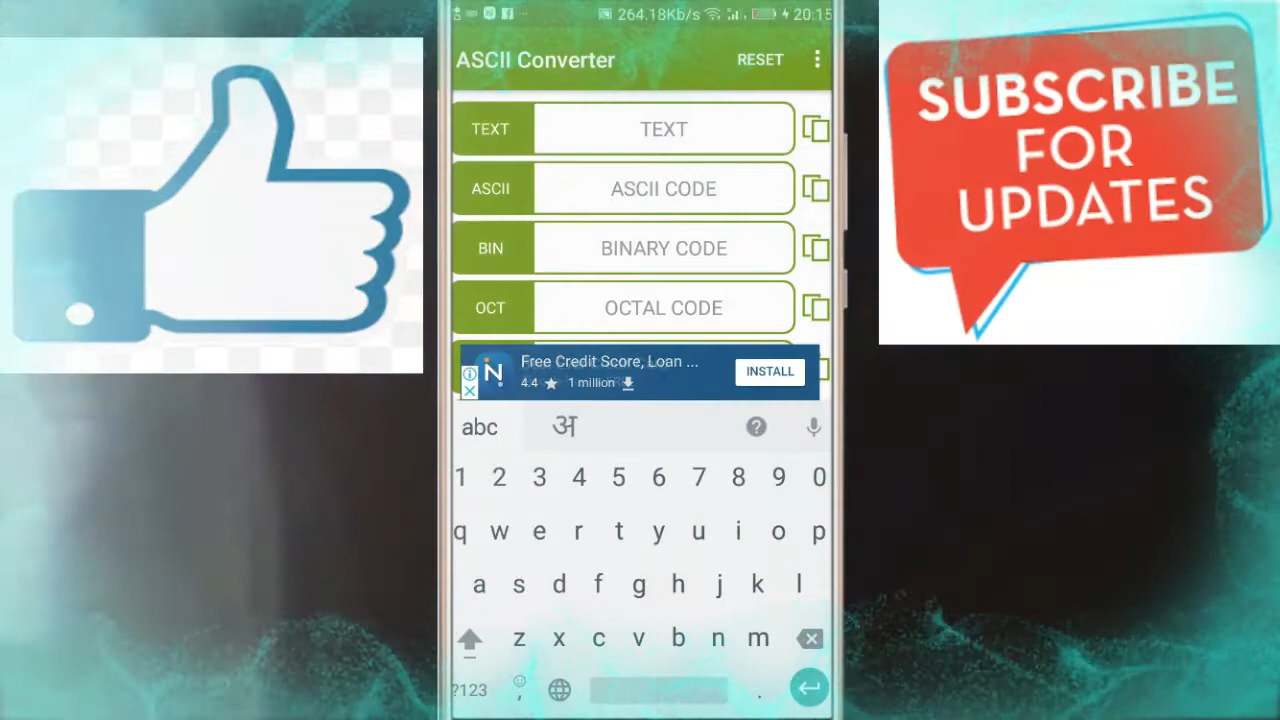 264.18Kb/s 20:15
ASCII Converter RESET
TEXT TEXT
ASCII ASCII CODE
BIN BINARY CODE
OCT OCTAL CODE
Free Credit Score, Loan ...
4.4 ★ 1 million
INSTALL
N
abc अ ?
1 2 3 4 5 6 7 8 9 0
q w e r t y u i o p
a s d f g h j k l
z x c v b n m
?123 , .
SUBSCRIBE
FOR
UPDATES